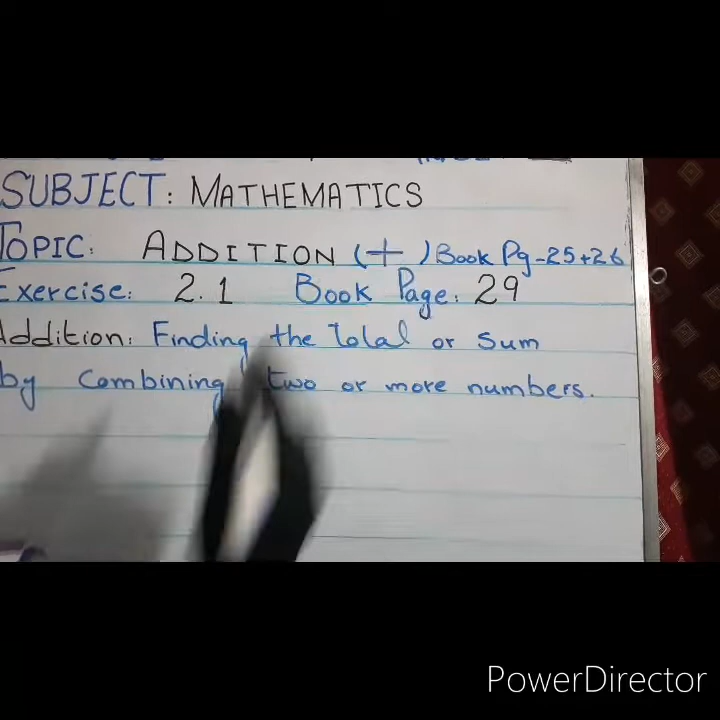 SUBJECT: MATHEMATICS
TOPIC: ADDITION (+) Book Pg-25+26
Exercise: 2.1 Book Page: 29
Addition: Finding the Total or Sum
by Combining two or more numbers.
PowerDirector